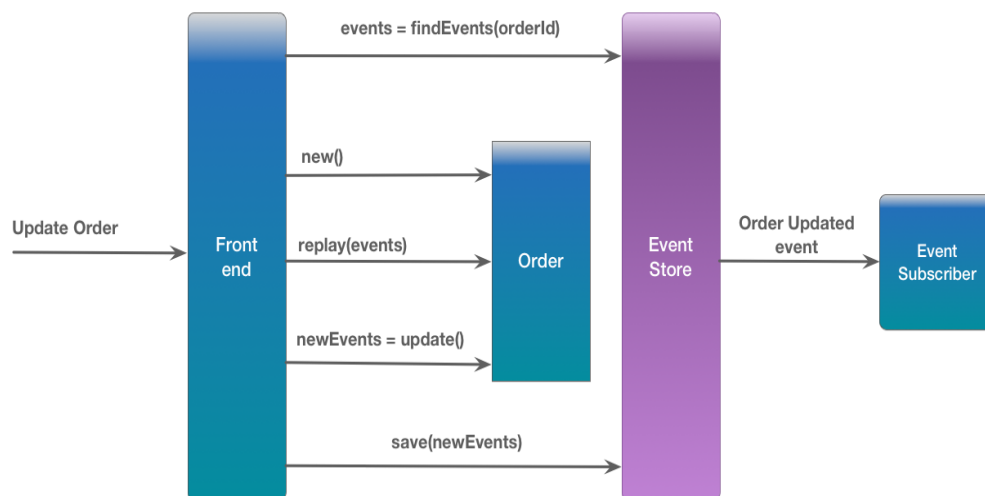 events = findEvents(orderId)
new()
Update Order
Front
end
replay(events)
Order
Event
Store
Order Updated
event
Event
Subscriber
newEvents = update()
save(newEvents)